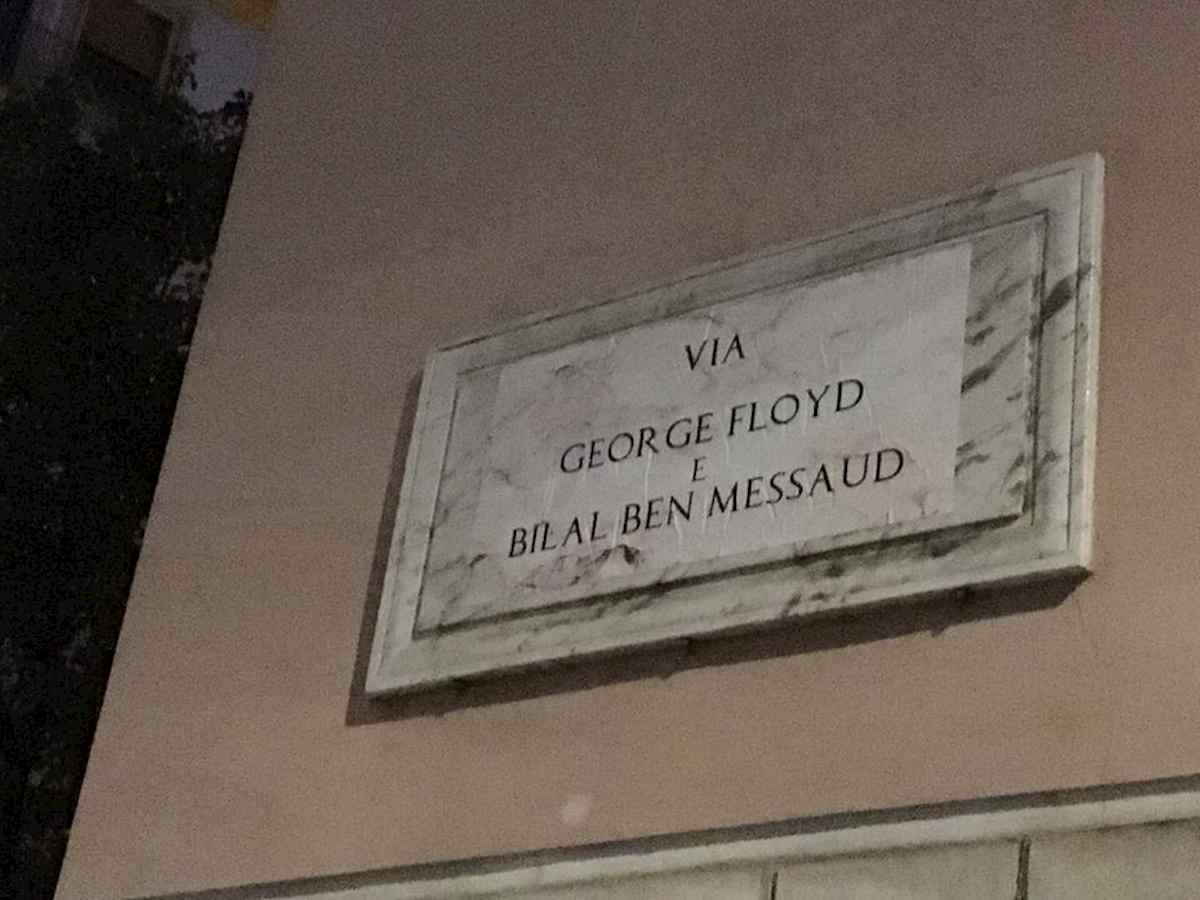 VIA
GEORGE FLOYD
E
BILAL BEN MESSAUD